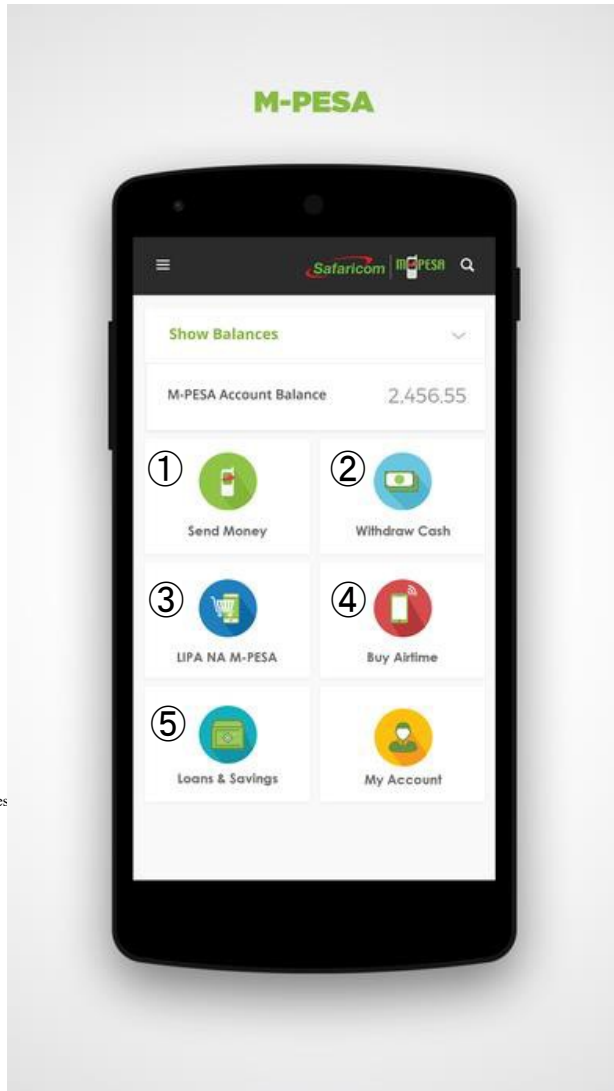 M-PESA
Safaricom M-PESA
Show Balances
M-PESA Account Balance 2,456.55
① Send Money
② Withdraw Cash
③ LIPA NA M-PESA
④ Buy Airtime
⑤ Loans & Savings
My Account